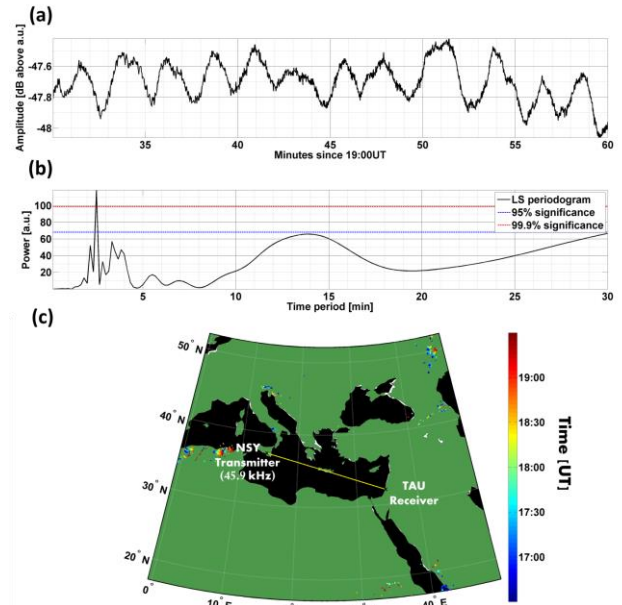 (a)
Amplitude [dB above a.u.]
-47.6
-47.8
-48
35
40
45
50
55
60
Minutes since 19:00UT
(b)
Power [a.u.]
100
80
60
40
20
LS periodogram
95% significance
99.9% significance
5
10
15
20
25
30
Time period [min]
(c)
50°N
40°N
30°N
20°N
0°
NSY
Transmitter
(45.9 kHz)
TAU
Receiver
19:00
18:30
18:00
17:30
17:00
Time [UT]